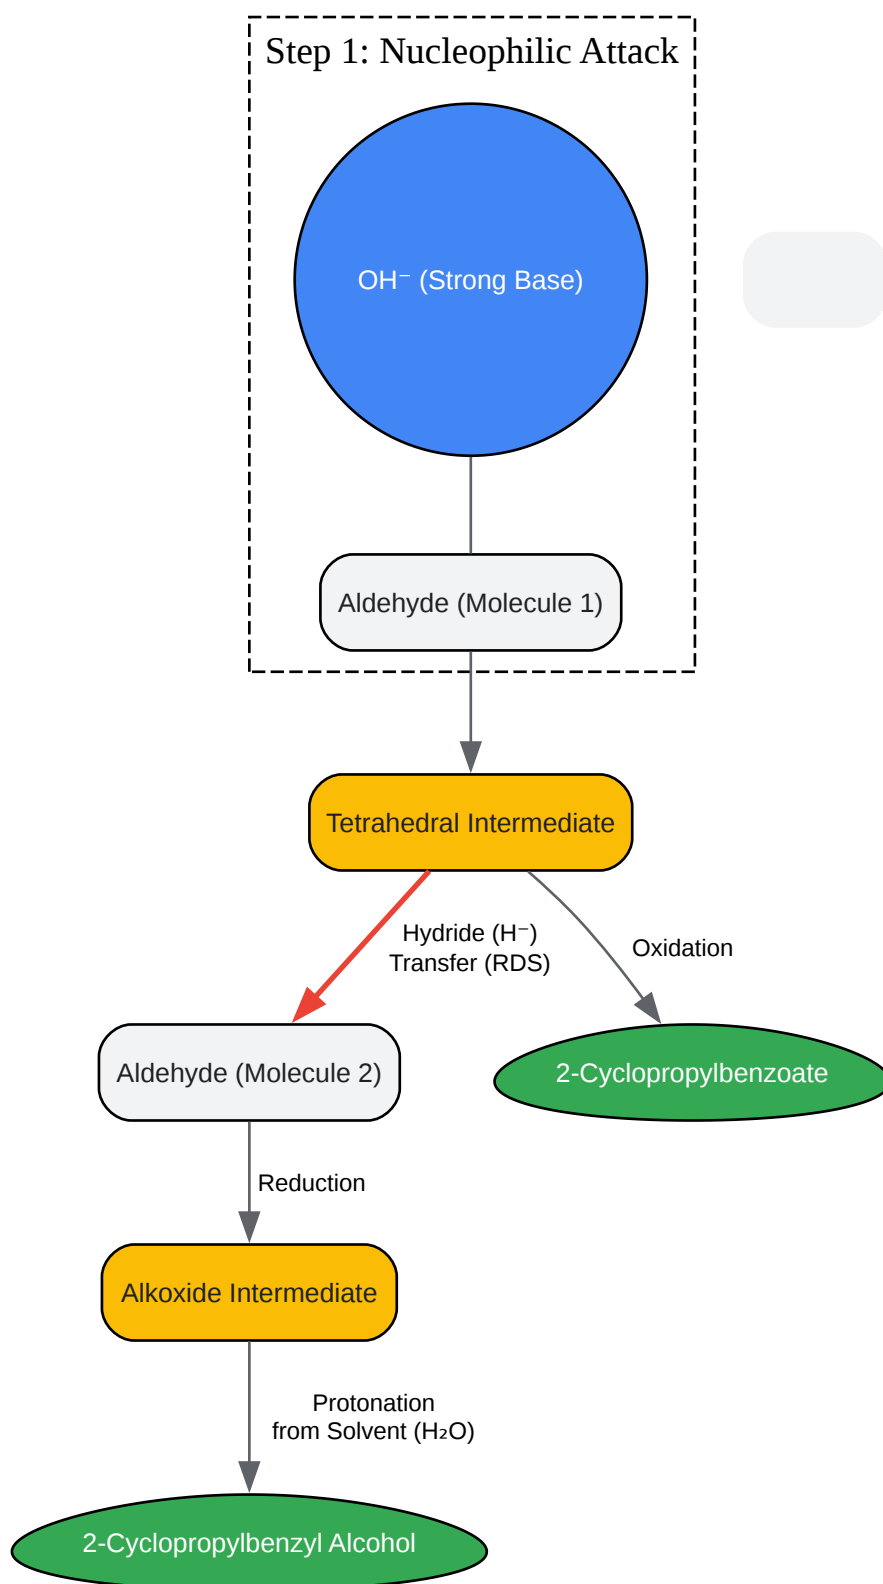 Step 1: Nucleophilic Attack
OH⁻ (Strong Base)
Aldehyde (Molecule 1)
Tetrahedral Intermediate
Hydride (H⁻)
Transfer (RDS)
Oxidation
Aldehyde (Molecule 2)
2-Cyclopropylbenzoate
Reduction
Alkoxide Intermediate
Protonation
from Solvent (H₂O)
2-Cyclopropylbenzyl Alcohol